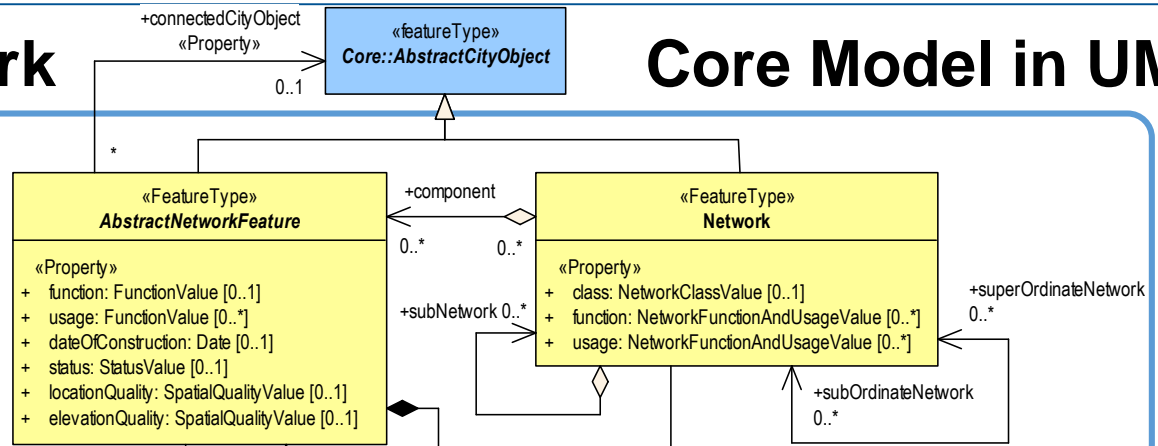 +connectedCityObject
«Property»
0..1
*
«featureType»
Core::AbstractCityObject
rk
Core Model in UM
«FeatureType»
AbstractNetworkFeature
«Property»
+ function: FunctionValue [0..1]
+ usage: FunctionValue [0..*]
+ dateOfConstruction: Date [0..1]
+ status: StatusValue [0..1]
+ locationQuality: SpatialQualityValue [0..1]
+ elevationQuality: SpatialQualityValue [0..1]
+component
0..*
0..*
«FeatureType»
Network
«Property»
+ class: NetworkClassValue [0..1]
+ function: NetworkFunctionAndUsageValue [0..*]
+ usage: NetworkFunctionAndUsageValue [0..*]
+subNetwork 0..*
+superOrdinateNetwork
0..*
+subOrdinateNetwork
0..*